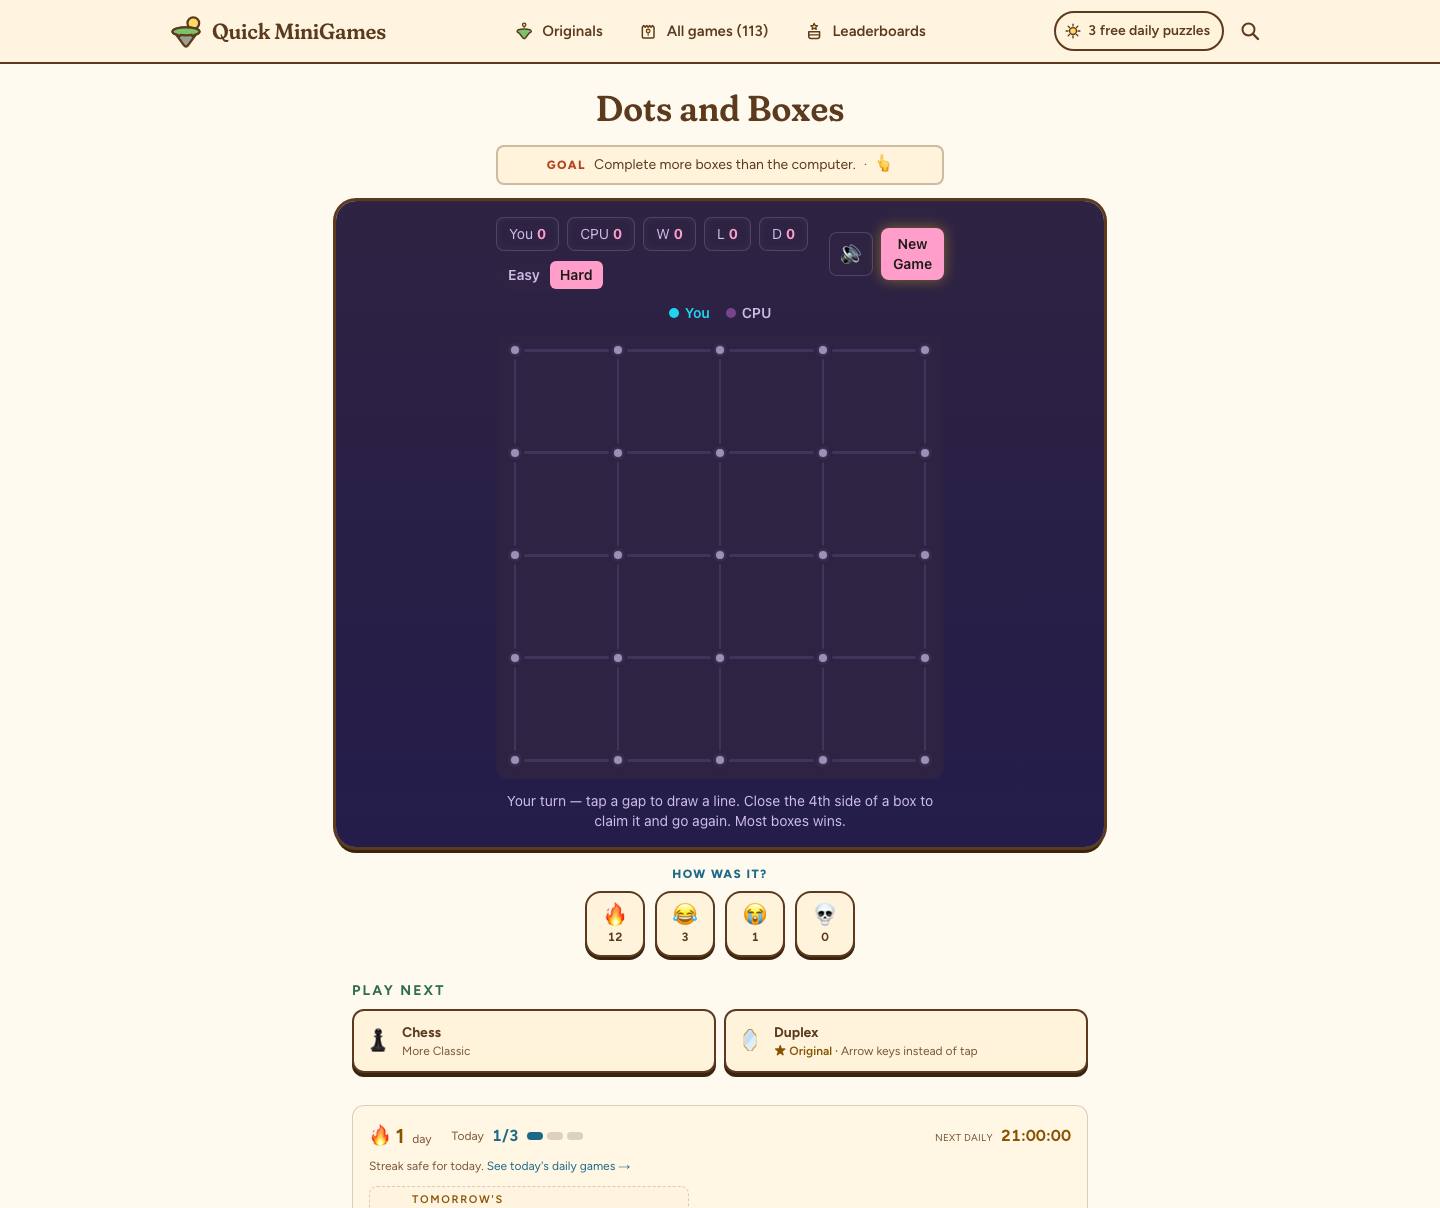 Quick MiniGames
Originals
All games (113)
Leaderboards
3 free daily puzzles
Dots and Boxes
GOAL Complete more boxes than the computer. ·
You 0
CPU 0
W 0
L 0
D 0
New
Game
Easy
Hard
You
CPU
Your turn — tap a gap to draw a line. Close the 4th side of a box to
claim it and go again. Most boxes wins.
HOW WAS IT?
12
3
1
0
PLAY NEXT
Chess
More Classic
Duplex
Original · Arrow keys instead of tap
1 day
Today 1/3
NEXT DAILY 21:00:00
Streak safe for today. See today's daily games →
TOMORROW'S